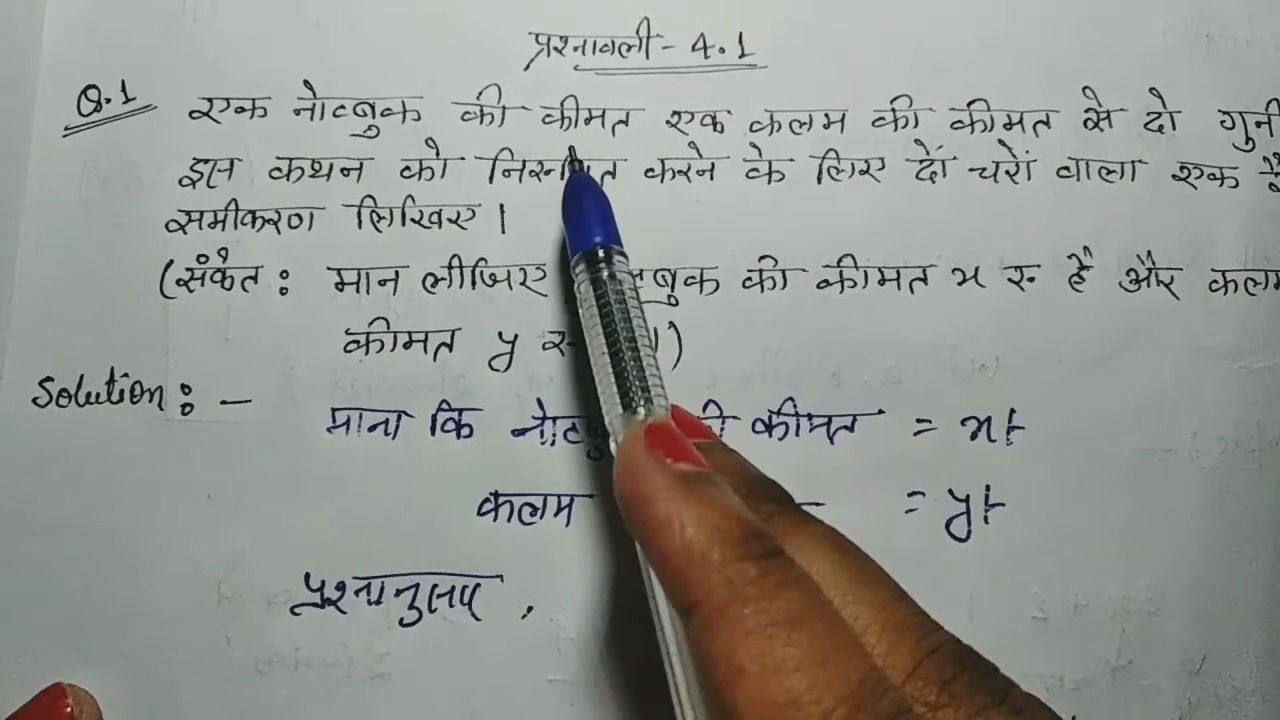 प्रश्नावली - 4.1
Q.1 एक नोटबुक की कीमत एक कलम की कीमत से दो गुनी
इस कथन को करने के लिए दों चरों वाला एक
समीकरण लिखिए।
(संकेत: मान लीजिए की कीमत x रु है और कलम
कीमत y )
Solution :- माना कि कीमत = x
कलम = y
प्रश्नानुसार,